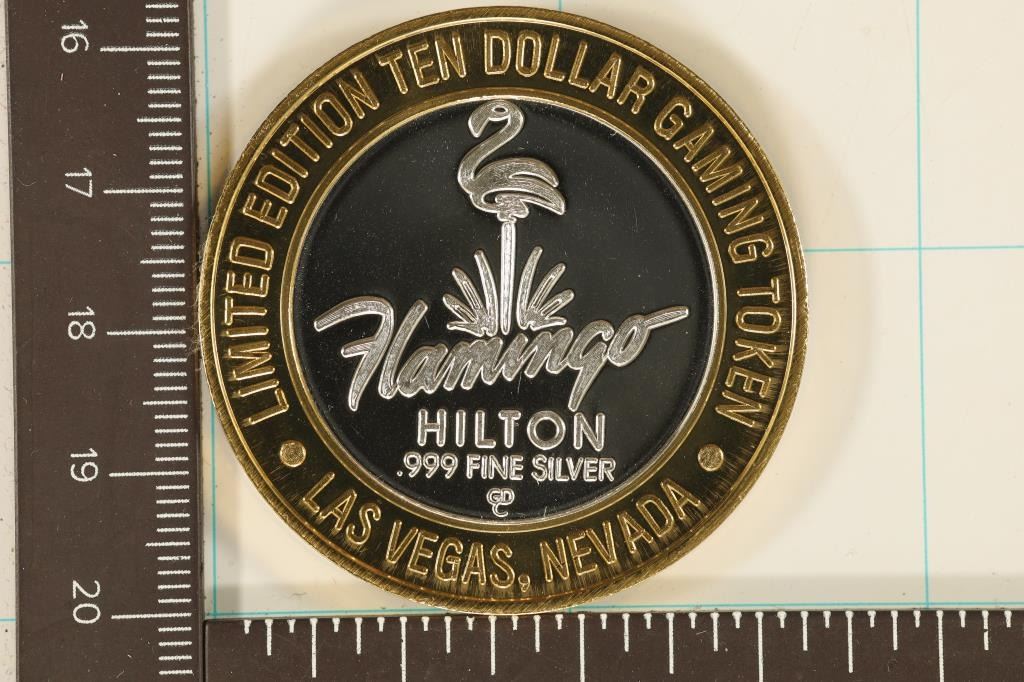 LIMITED EDITION TEN DOLLAR GAMING TOKEN
Flamingo
HILTON
.999 FINE SILVER
GD
C
LAS VEGAS, NEVADA
16
17
18
19
20